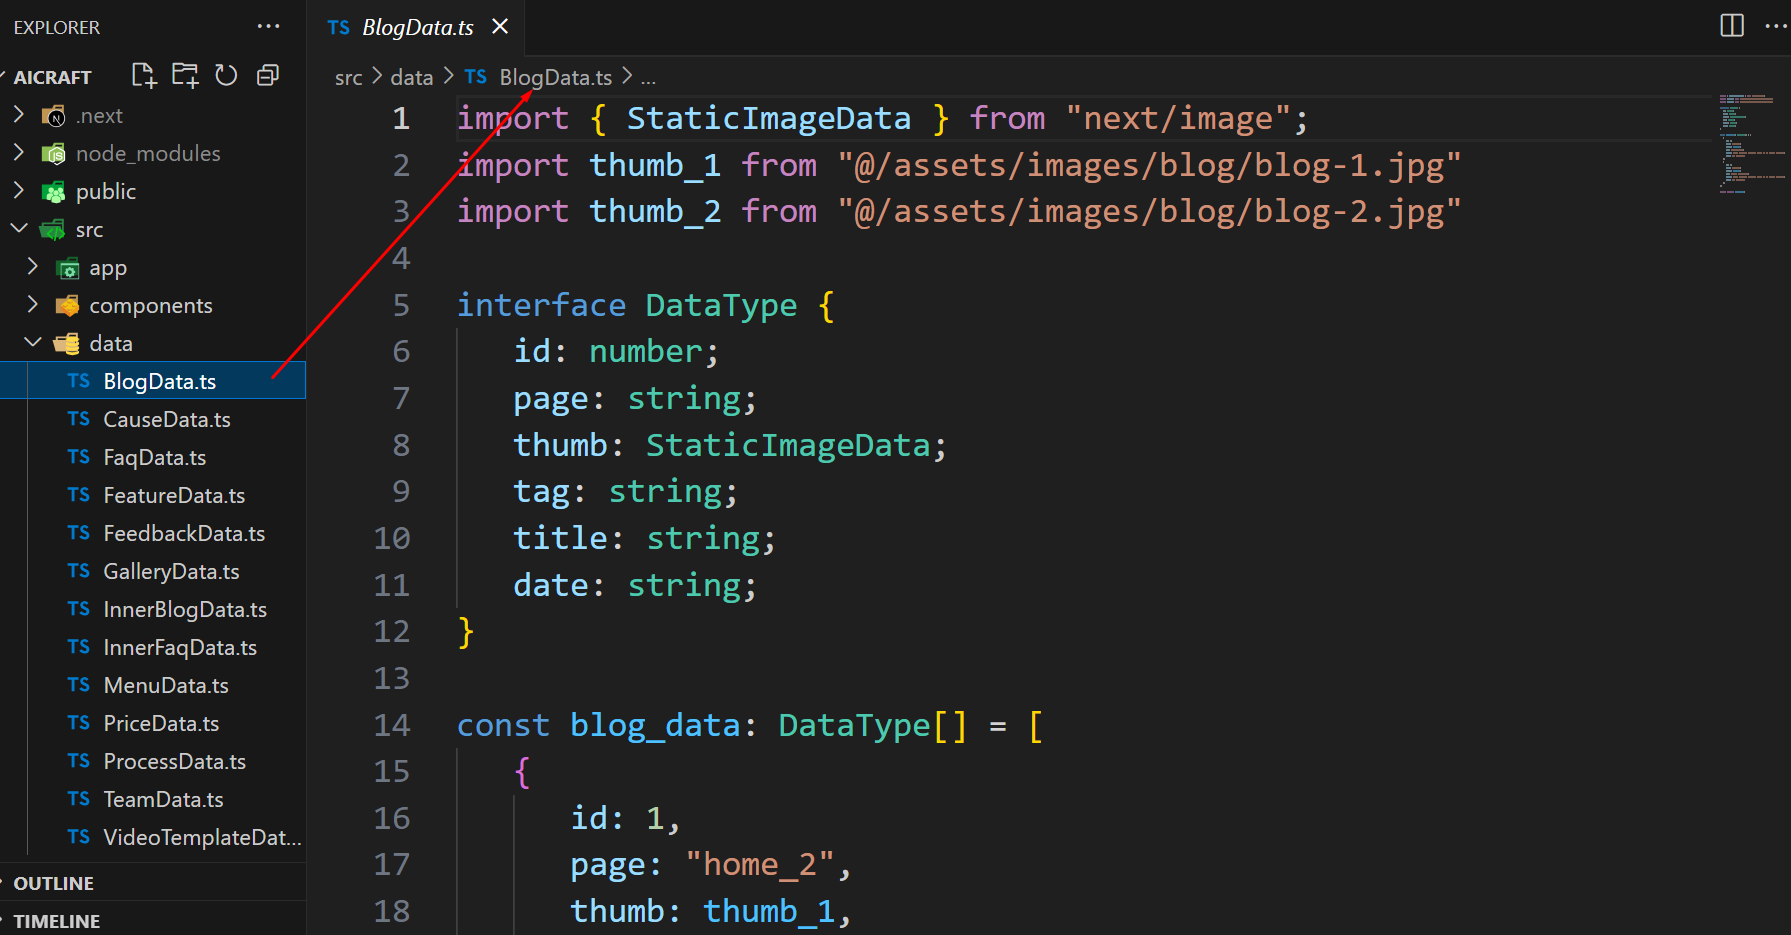 EXPLORER
AICRAFT
.next
node_modules
public
src
app
components
data
TS BlogData.ts
TS CauseData.ts
TS FaqData.ts
TS FeatureData.ts
TS FeedbackData.ts
TS GalleryData.ts
TS InnerBlogData.ts
TS InnerFaqData.ts
TS MenuData.ts
TS PriceData.ts
TS ProcessData.ts
TS TeamData.ts
TS VideoTemplateDat...
OUTLINE
TIMELINE
TS BlogData.ts
src > data > TS BlogData.ts > ...
1 import { StaticImageData } from "next/image";
2 import thumb_1 from "@/assets/images/blog/blog-1.jpg"
3 import thumb_2 from "@/assets/images/blog/blog-2.jpg"
4
5 interface DataType {
6 id: number;
7 page: string;
8 thumb: StaticImageData;
9 tag: string;
10 title: string;
11 date: string;
12 }
13
14 const blog_data: DataType[] = [
15 {
16 id: 1,
17 page: "home_2",
18 thumb: thumb_1,